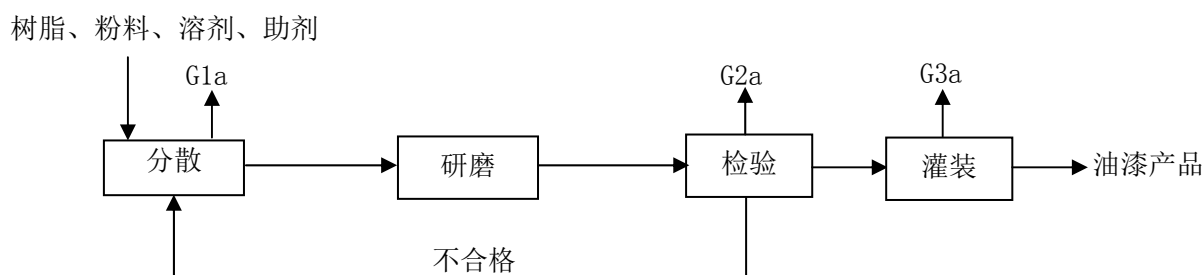 树脂、粉料、溶剂、助剂
G1a
G2a
G3a
分散
研磨
检验
灌装
油漆产品
不合格